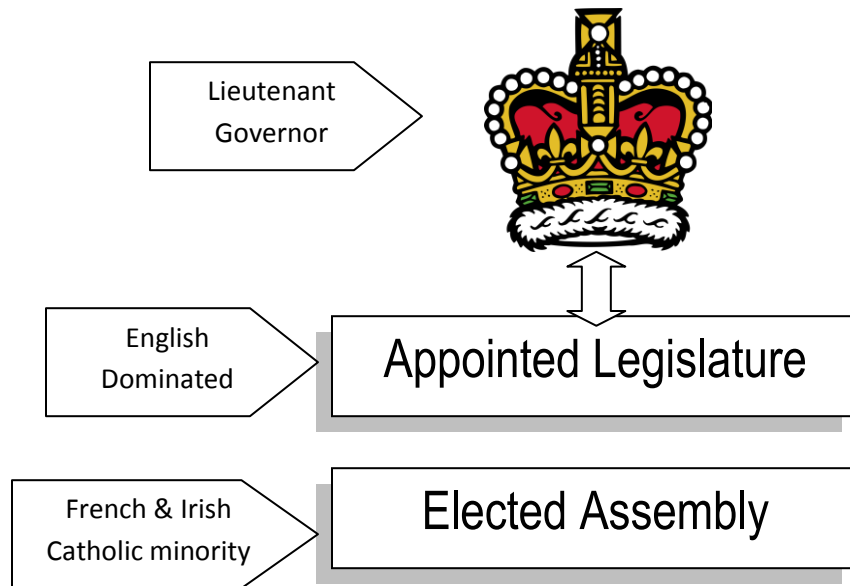 Lieutenant
Governor
English
Dominated
Appointed Legislature
French & Irish
Catholic minority
Elected Assembly